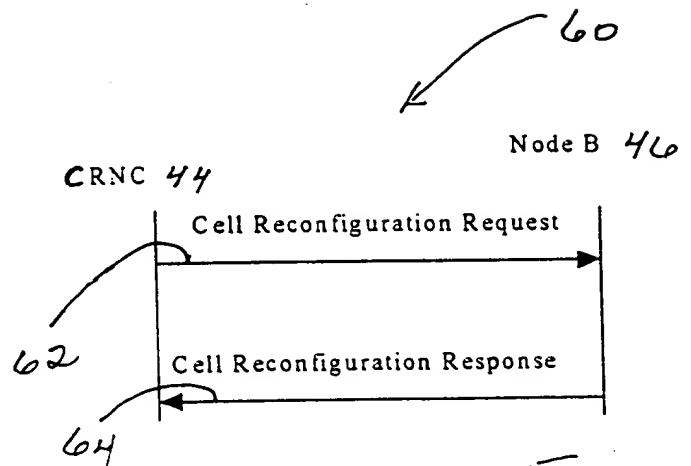 60
Node B 46
CRNC 44
Cell Reconfiguration Request
62
Cell Reconfiguration Response
64